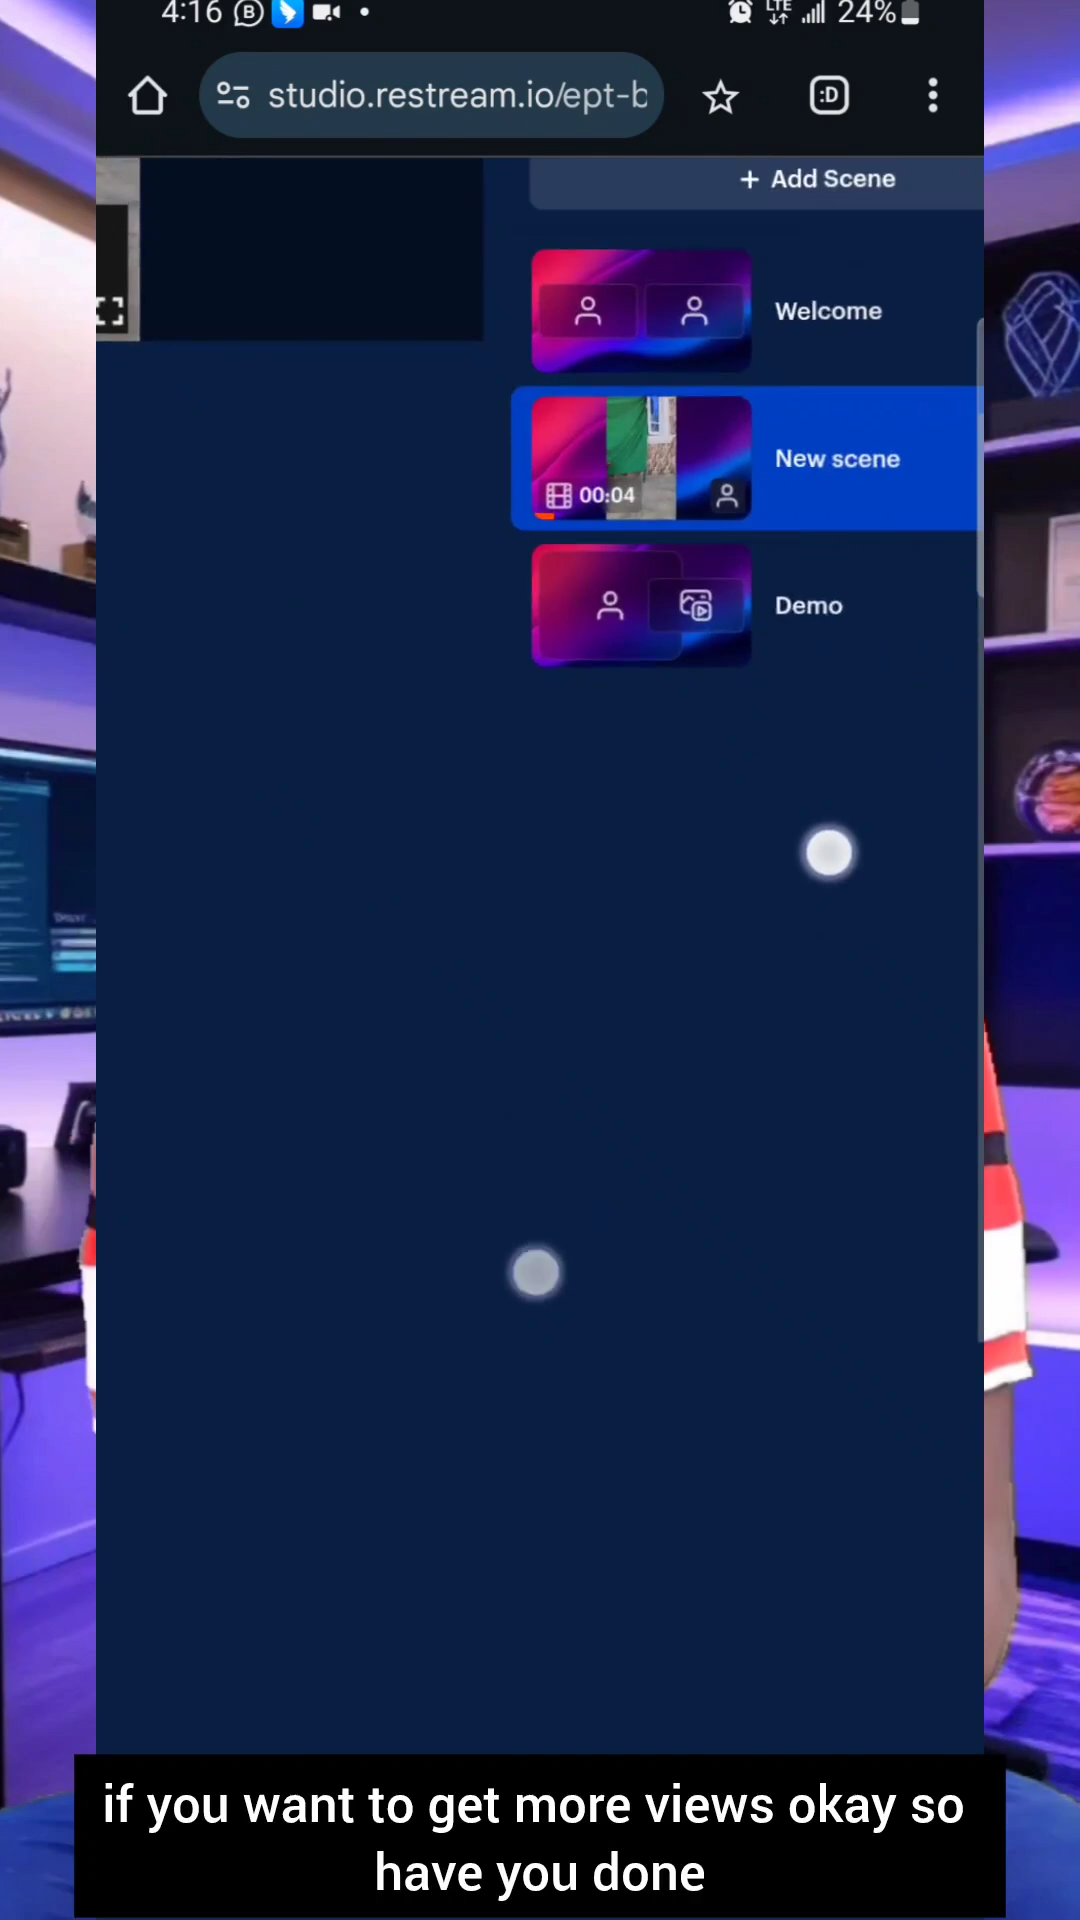 4:16
LTE
24%
studio.restream.io/ept-b
:D
+ Add Scene
Welcome
New scene
00:04
Demo
if you want to get more views okay so
have you done